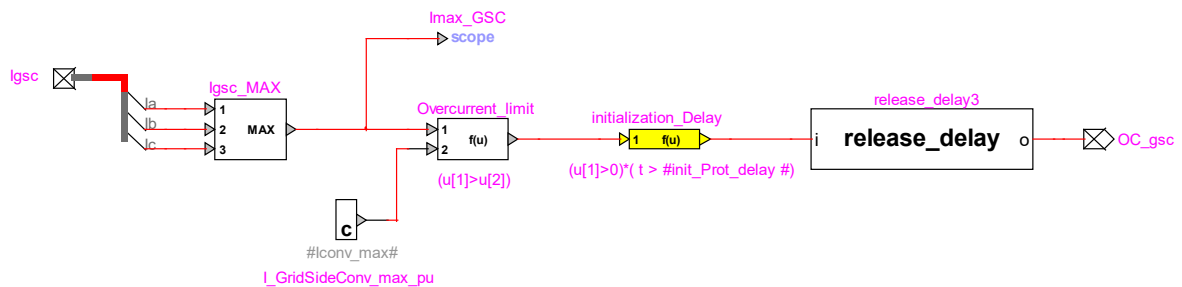 Imax_GSC
scope
Igsc
Igsc_MAX
Ia
Ib
Ic
1
2
3
MAX
Overcurrent_limit
1
2
f(u)
(u[1]>u[2])
initialization_Delay
1
f(u)
(u[1]>0)*( t > #init_Prot_delay #)
release_delay3
i
release_delay
o
OC_gsc
c
#Iconv_max#
I_GridSideConv_max_pu